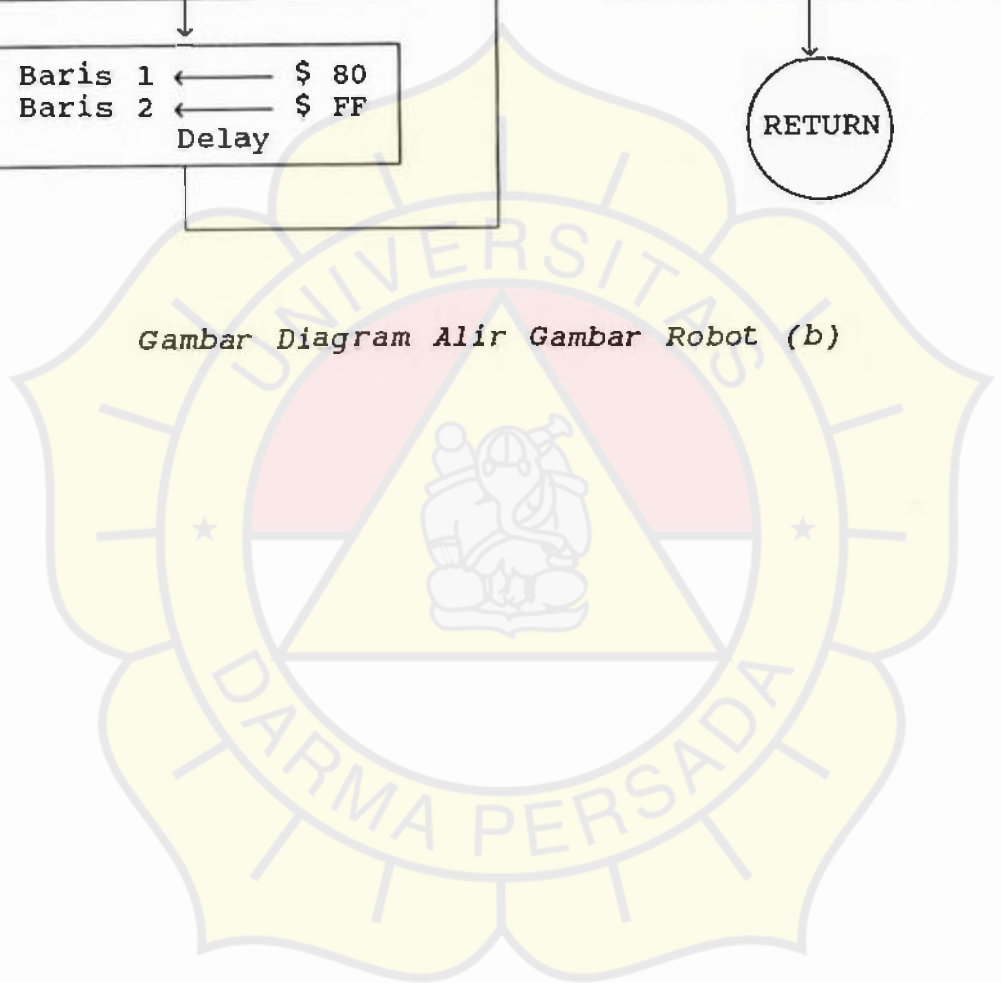 Baris 1 ← $ 80
Baris 2 ← $ FF
Delay
RETURN
Gambar Diagram Alir Gambar Robot (b)
UNIVERSITAS
DARMA PERSADA